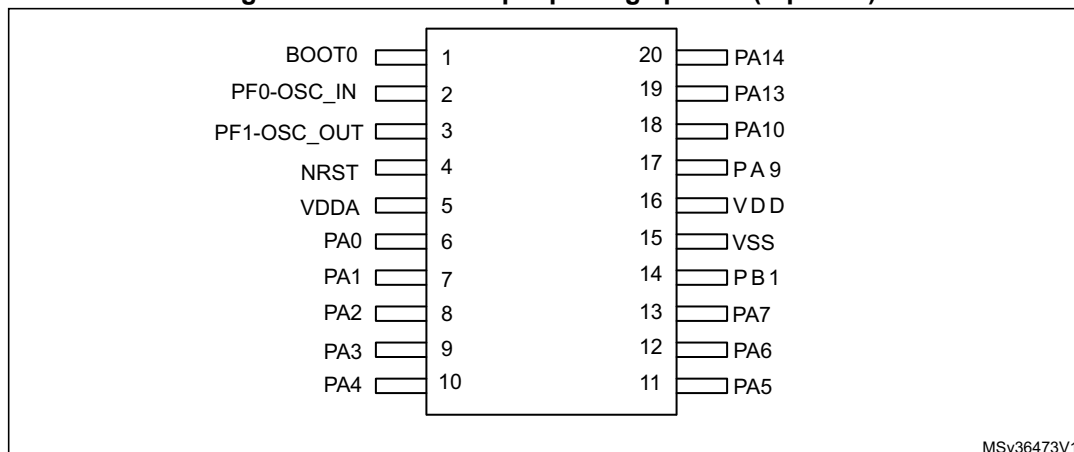 BOOT0 1 20 PA14
PF0-OSC_IN 2 19 PA13
PF1-OSC_OUT 3 18 PA10
NRST 4 17 PA9
VDDA 5 16 VDD
PA0 6 15 VSS
PA1 7 14 PB1
PA2 8 13 PA7
PA3 9 12 PA6
PA4 10 11 PA5
MSv36473V1